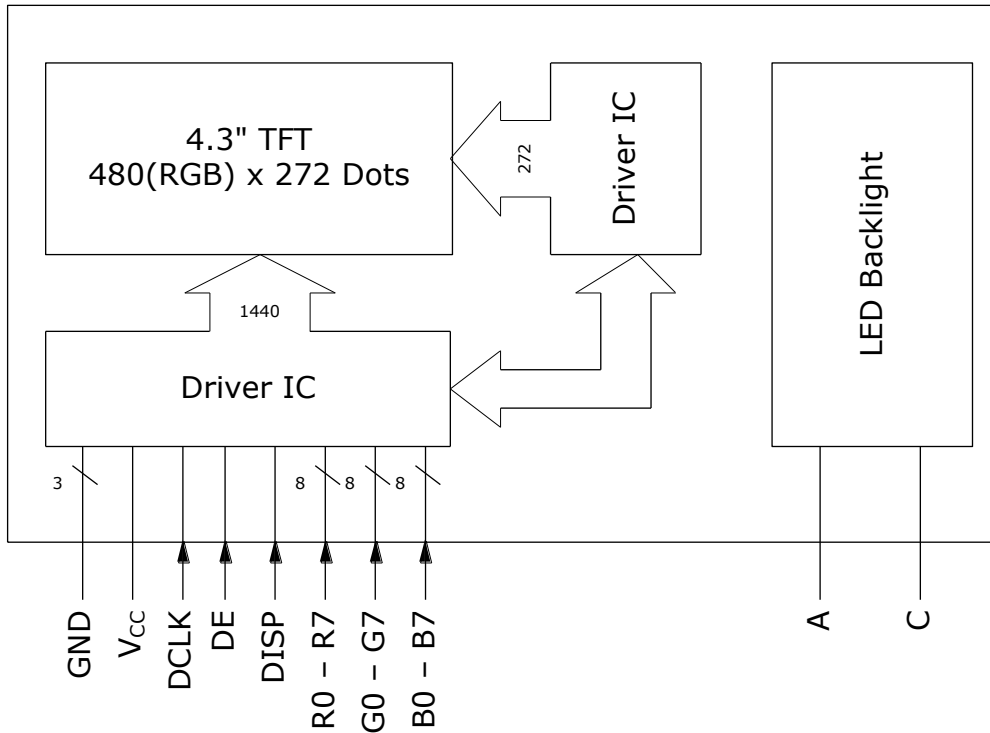 4.3" TFT
480(RGB) x 272 Dots
272
Driver IC
LED Backlight
1440
Driver IC
3
8
8
8
GND
VCC
DCLK
DE
DISP
R0 – R7
G0 – G7
B0 – B7
A
C